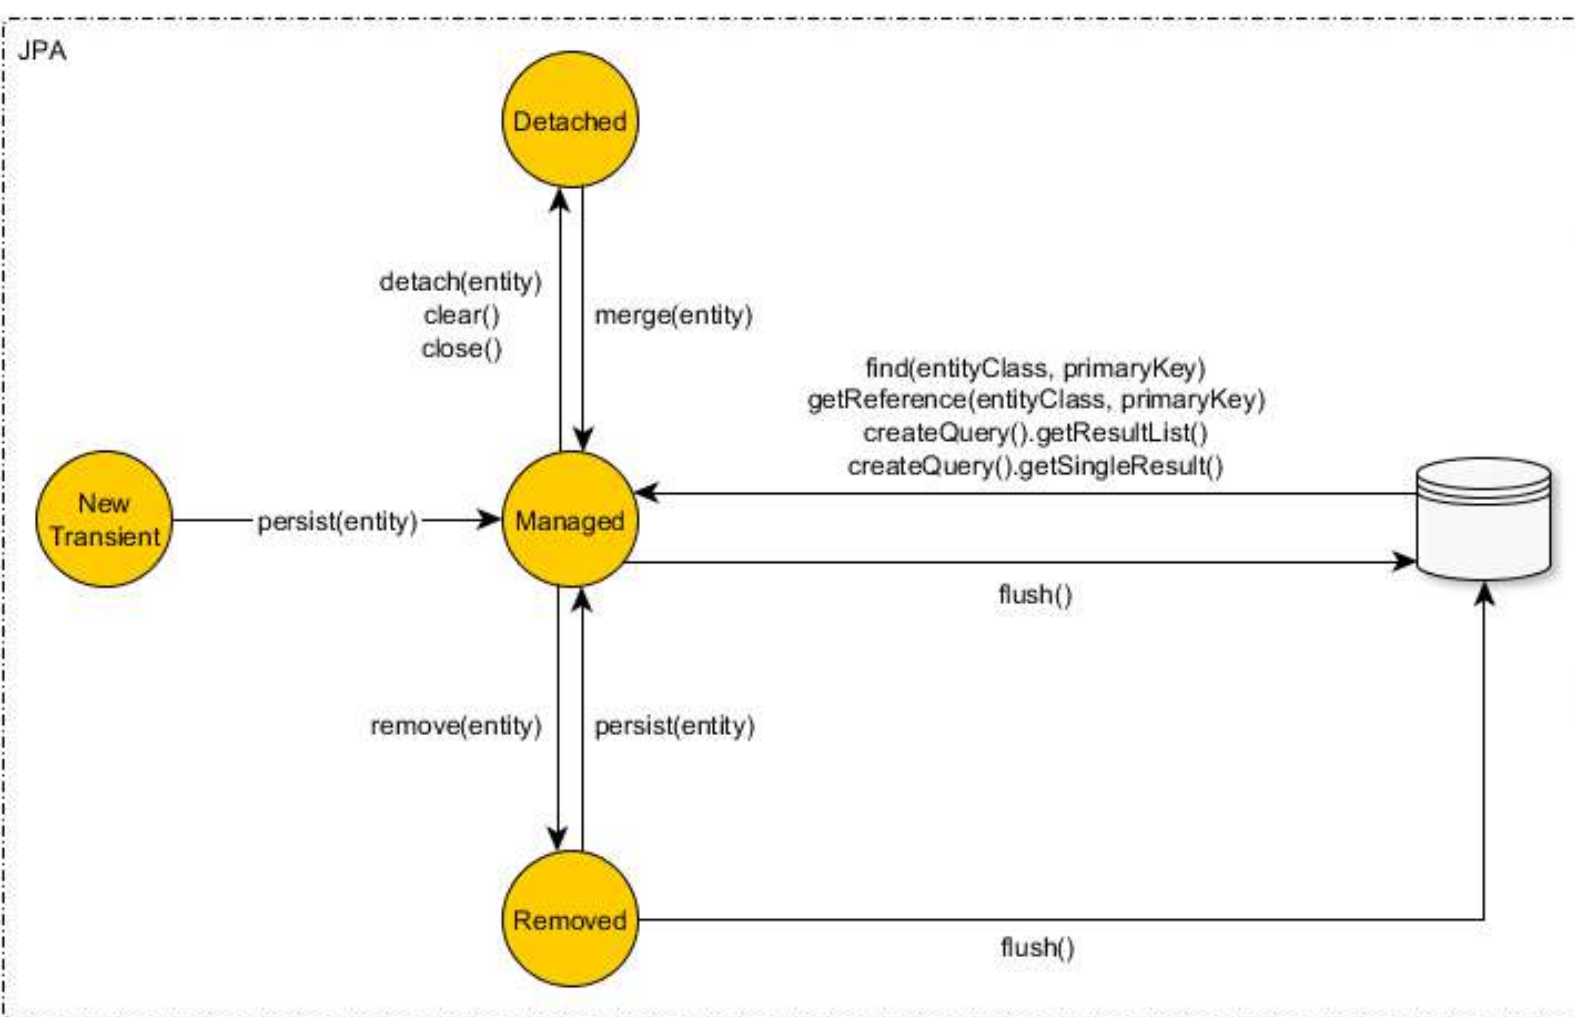 JPA
Detached
detach(entity)
clear()
close()
merge(entity)
find(entityClass, primaryKey)
getReference(entityClass, primaryKey)
createQuery().getResultList()
createQuery().getSingleResult()
New
Transient
persist(entity)
Managed
flush()
remove(entity)
persist(entity)
Removed
flush()